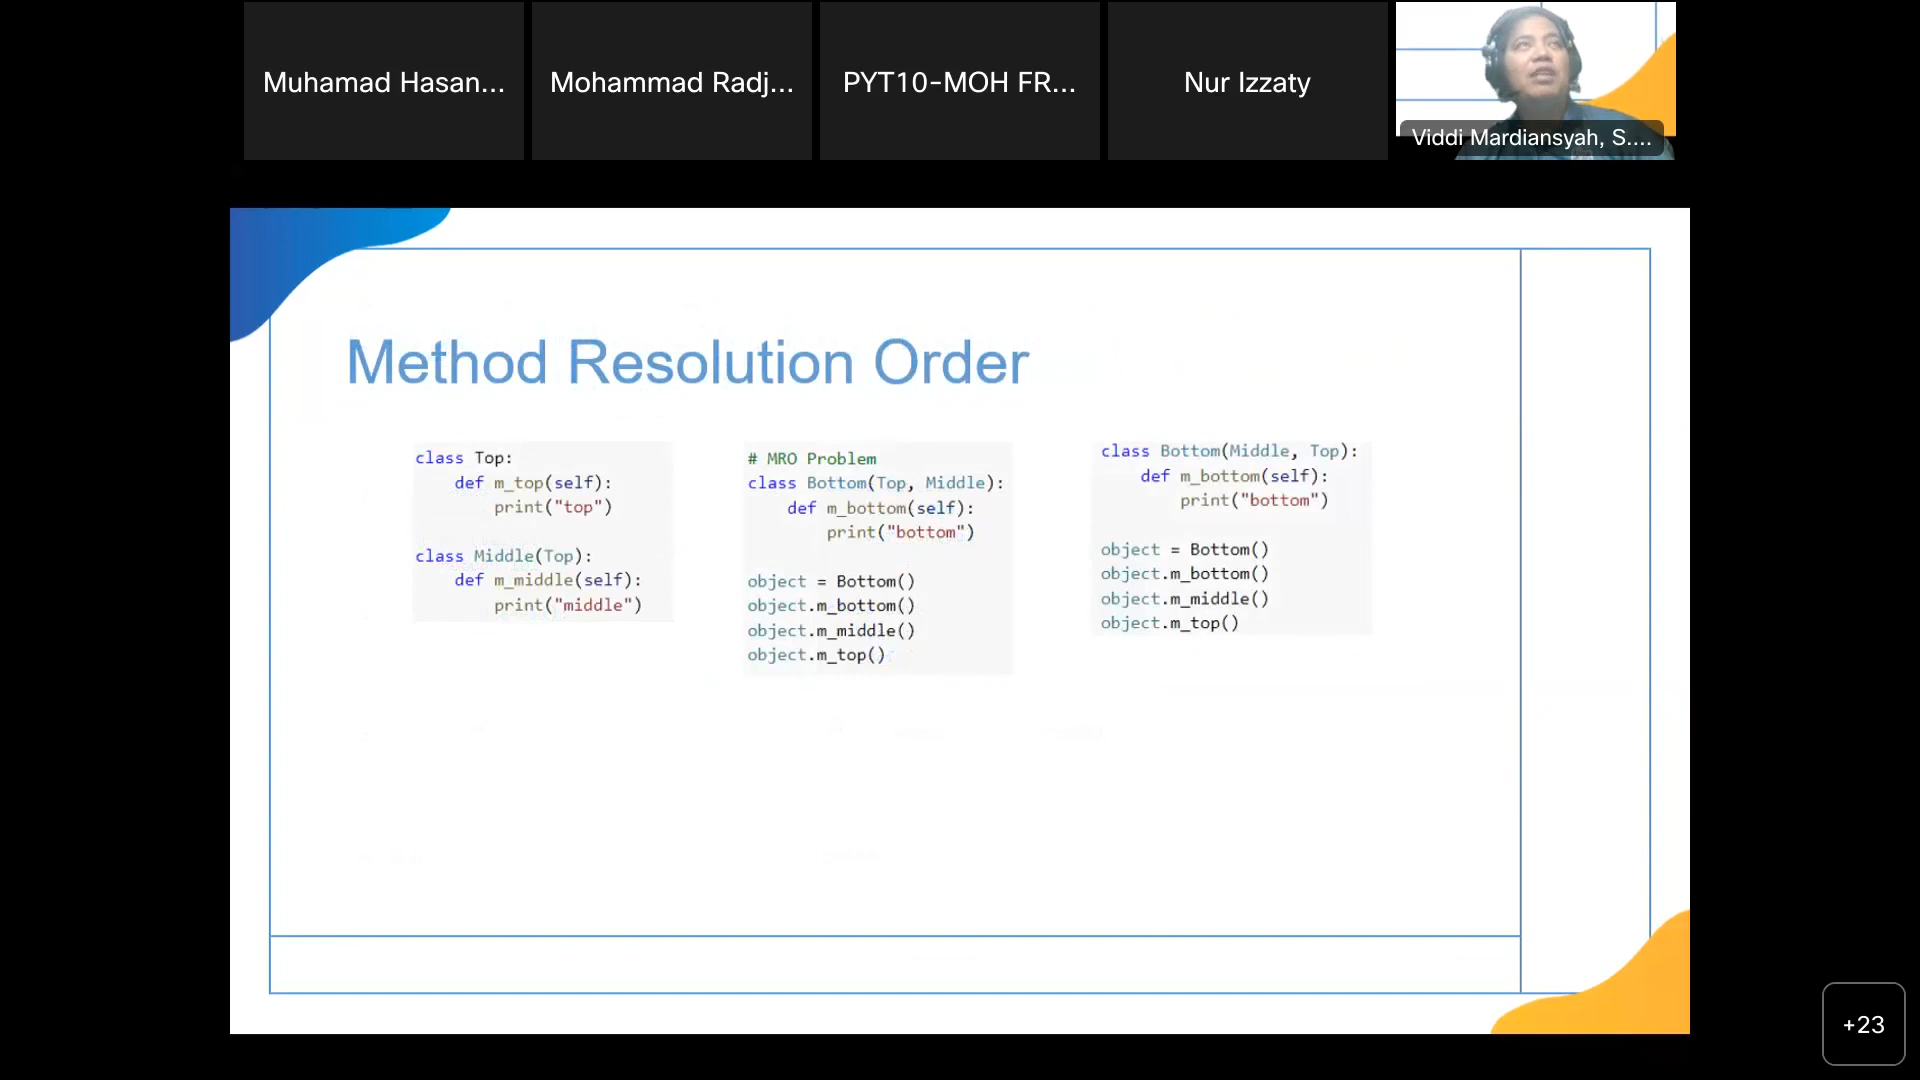 Muhamad Hasan...
Mohammad Radj...
PYT10-MOH FR...
Nur Izzaty
Viddi Mardiansyah, S....
Method Resolution Order
class Top:
    def m_top(self):
        print("top")
class Middle(Top):
    def m_middle(self):
        print("middle")
# MRO Problem
class Bottom(Top, Middle):
    def m_bottom(self):
        print("bottom")
object = Bottom()
object.m_bottom()
object.m_middle()
object.m_top()
class Bottom(Middle, Top):
    def m_bottom(self):
        print("bottom")
object = Bottom()
object.m_bottom()
object.m_middle()
object.m_top()
+23